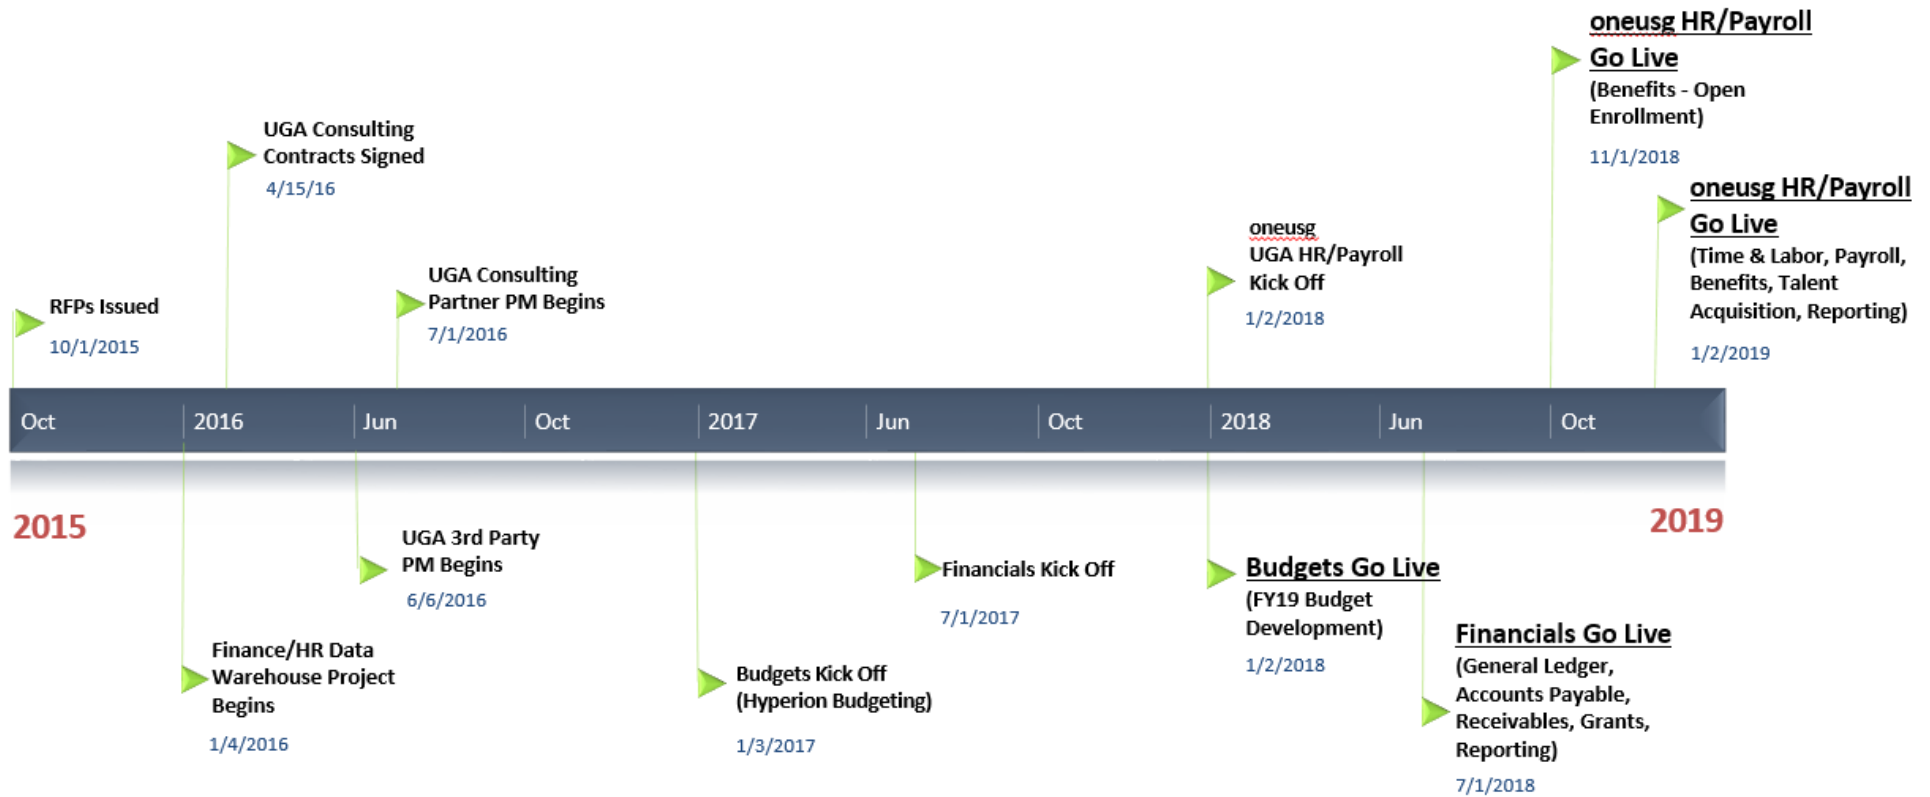 oneusg HR/Payroll
Go Live
(Benefits - Open
Enrollment)
11/1/2018
UGA Consulting
Contracts Signed
4/15/16
oneusg HR/Payroll
Go Live
(Time & Labor, Payroll,
Benefits, Talent
Acquisition, Reporting)
1/2/2019
oneusg
UGA HR/Payroll
Kick Off
1/2/2018
UGA Consulting
Partner PM Begins
7/1/2016
RFPs Issued
10/1/2015
Oct
2016
Jun
Oct
2017
Jun
Oct
2018
Jun
Oct
2015
2019
UGA 3rd Party
PM Begins
6/6/2016
Financials Kick Off
7/1/2017
Budgets Go Live
(FY19 Budget
Development)
1/2/2018
Finance/HR Data
Warehouse Project
Begins
1/4/2016
Budgets Kick Off
(Hyperion Budgeting)
1/3/2017
Financials Go Live
(General Ledger,
Accounts Payable,
Receivables, Grants,
Reporting)
7/1/2018